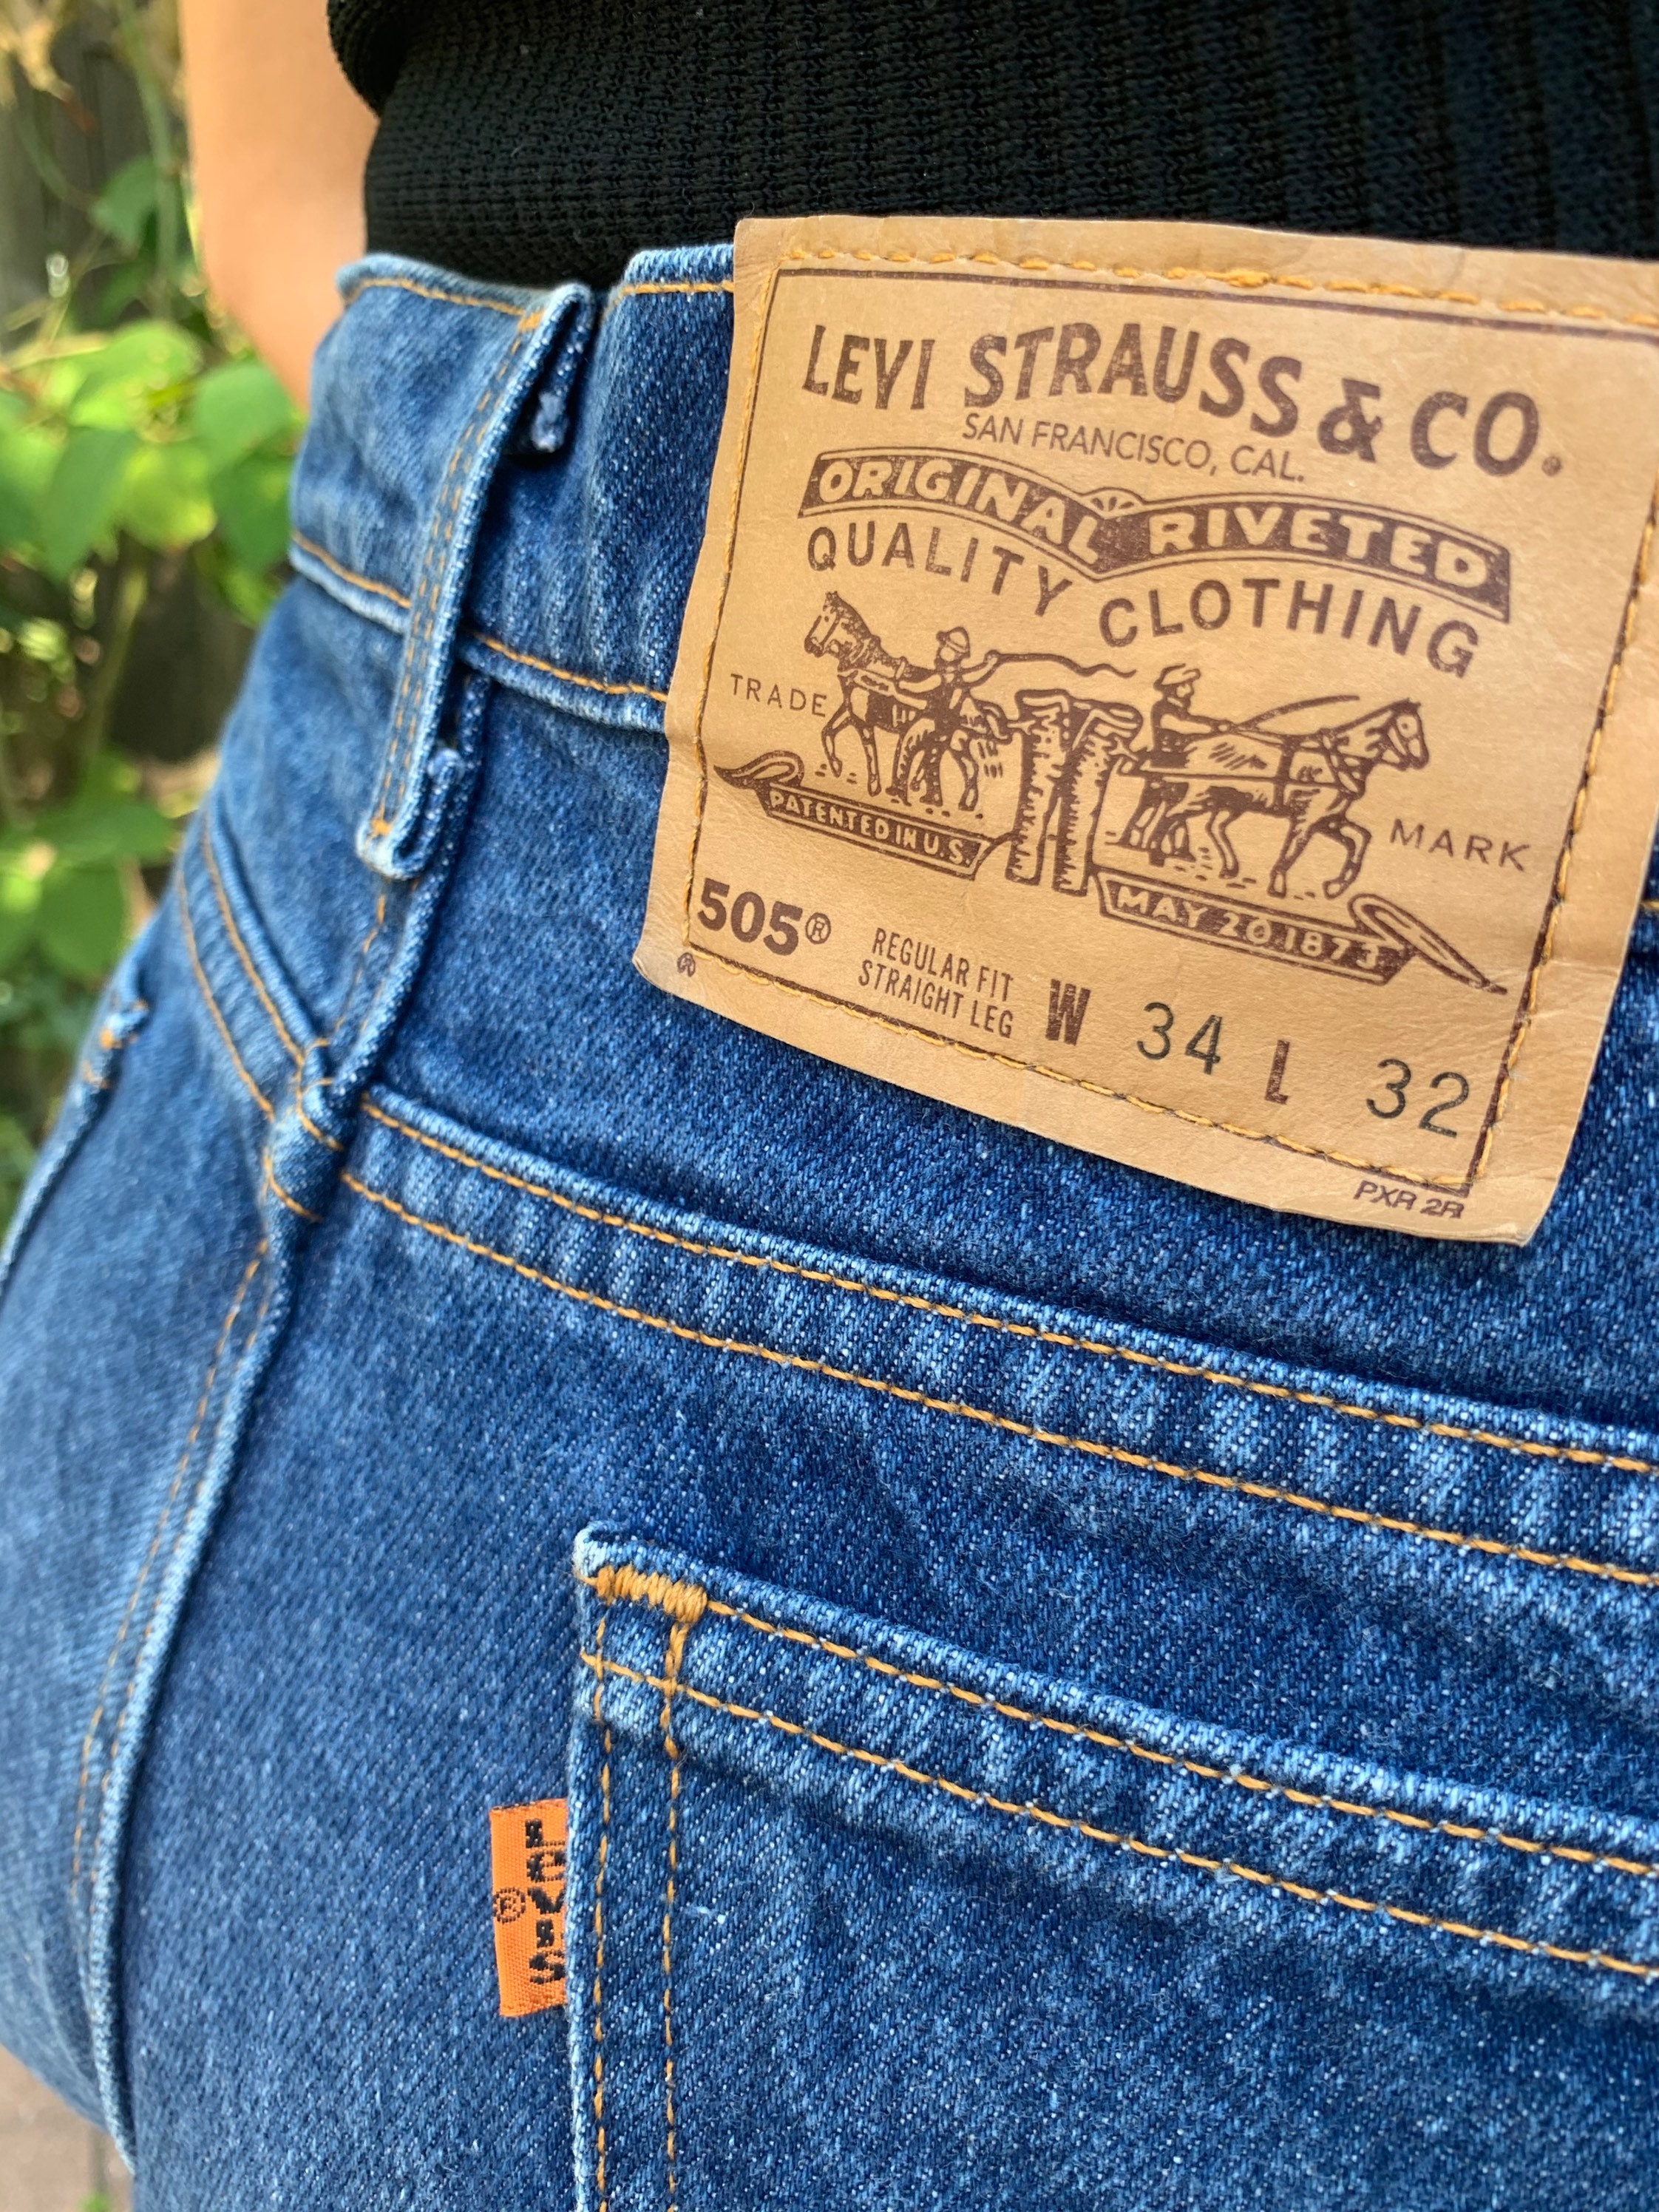 LEVI STRAUSS & CO.®
SAN FRANCISCO, CAL.
ORIGINAL RIVETED
QUALITY CLOTHING
TRADE MARK
PATENTED IN U.S.
MAY 20 1873
505®
REGULAR FIT
STRAIGHT LEG
W 34 L 32
®
PXR 2R
LeVI'S
®